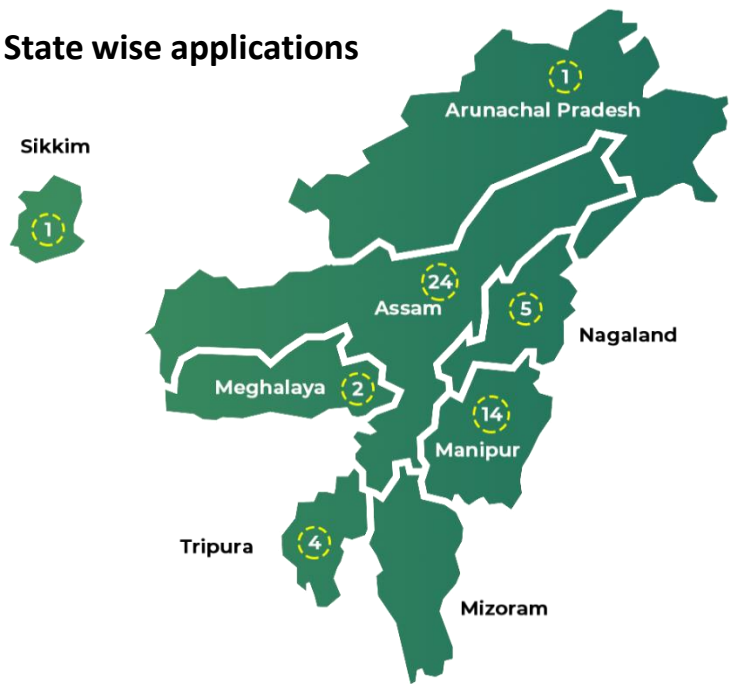 State wise applications
1
Arunachal Pradesh
Sikkim
1
24
Assam
5
Nagaland
Meghalaya 2
14
Manipur
Tripura 4
Mizoram